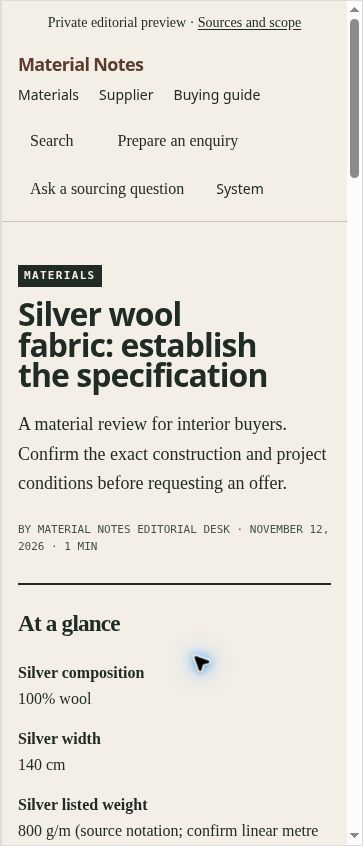 Private editorial preview · Sources and scope
Material Notes
Materials Supplier Buying guide
Search Prepare an enquiry
Ask a sourcing question System
MATERIALS
Silver wool
fabric: establish
the specification
A material review for interior buyers.
Confirm the exact construction and project
conditions before requesting an offer.
BY MATERIAL NOTES EDITORIAL DESK · NOVEMBER 12,
2026 · 1 MIN
At a glance
Silver composition
100% wool
Silver width
140 cm
Silver listed weight
800 g/m (source notation; confirm linear metre